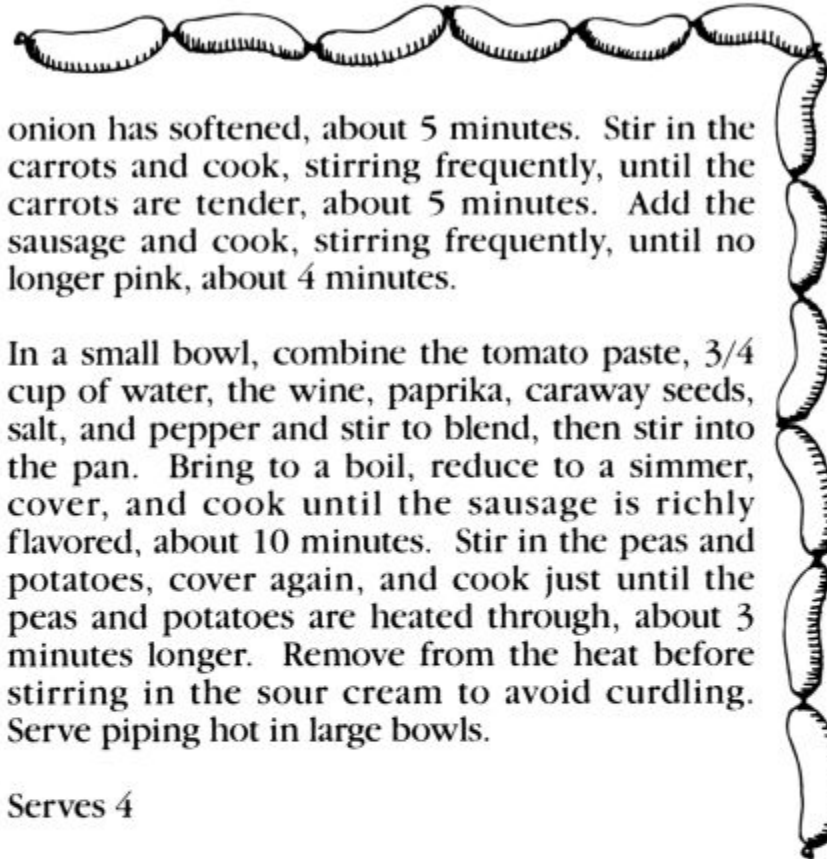 onion has softened, about 5 minutes. Stir in the
carrots and cook, stirring frequently, until the
carrots are tender, about 5 minutes. Add the
sausage and cook, stirring frequently, until no
longer pink, about 4 minutes.
In a small bowl, combine the tomato paste, 3/4
cup of water, the wine, paprika, caraway seeds,
salt, and pepper and stir to blend, then stir into
the pan. Bring to a boil, reduce to a simmer,
cover, and cook until the sausage is richly
flavored, about 10 minutes. Stir in the peas and
potatoes, cover again, and cook just until the
peas and potatoes are heated through, about 3
minutes longer. Remove from the heat before
stirring in the sour cream to avoid curdling.
Serve piping hot in large bowls.
Serves 4